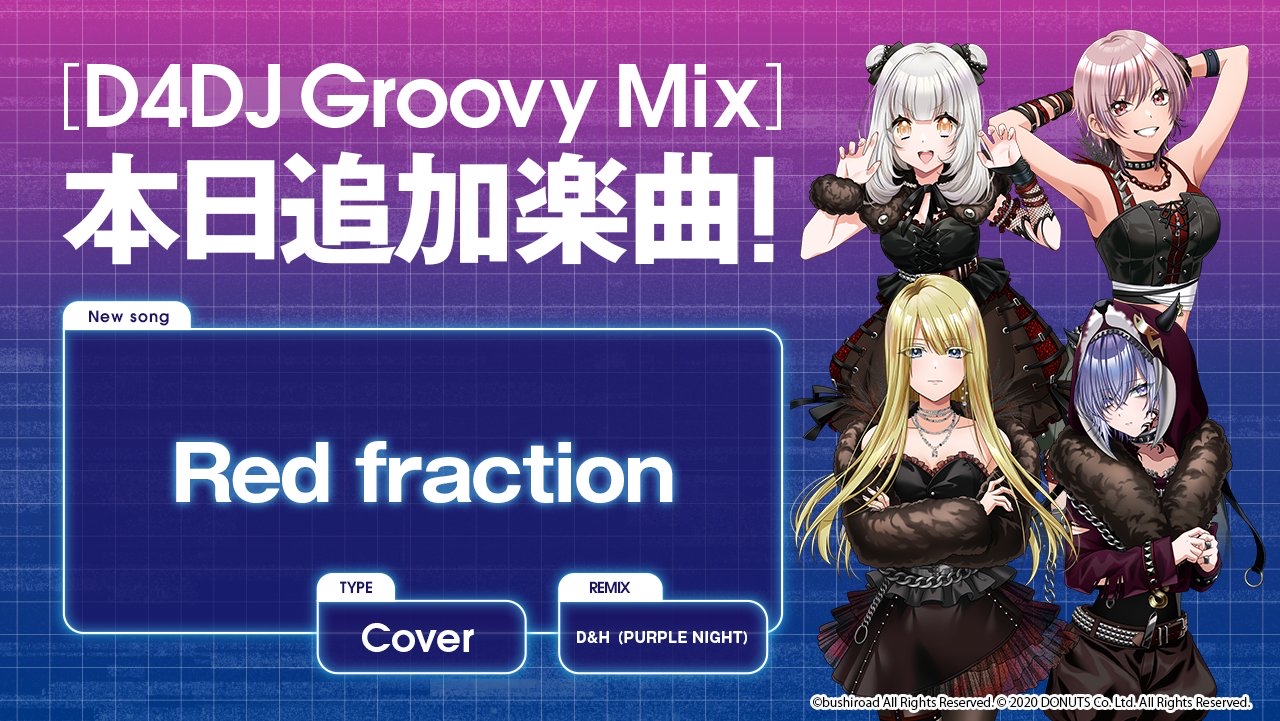 [D4DJ Groovy Mix]
本日追加楽曲!
New song
Red fraction
TYPE
Cover
REMIX
D&H (PURPLE NIGHT)
©bushiroad All Rights Reserved. © 2020 DONUTS Co. Ltd. All Rights Reserved.